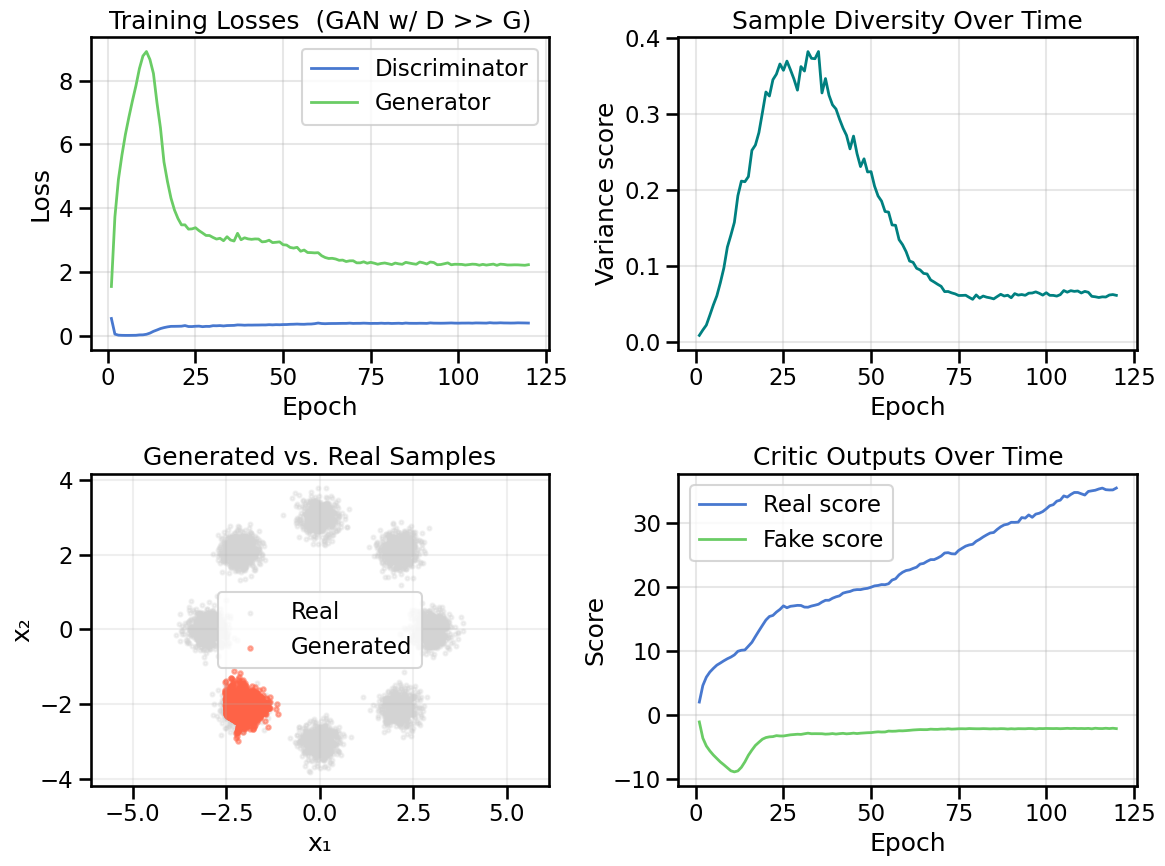 Training Losses  (GAN w/ D >> G)
Loss
8
6
4
2
0
Discriminator
Generator
0 25 50 75 100 125
Epoch
Sample Diversity Over Time
Variance score
0.4
0.3
0.2
0.1
0.0
0 25 50 75 100 125
Epoch
Generated vs. Real Samples
x₂
4
2
0
−2
−4
Real
Generated
−5.0 −2.5 0.0 2.5 5.0
x₁
Critic Outputs Over Time
Score
30
20
10
0
−10
Real score
Fake score
0 25 50 75 100 125
Epoch